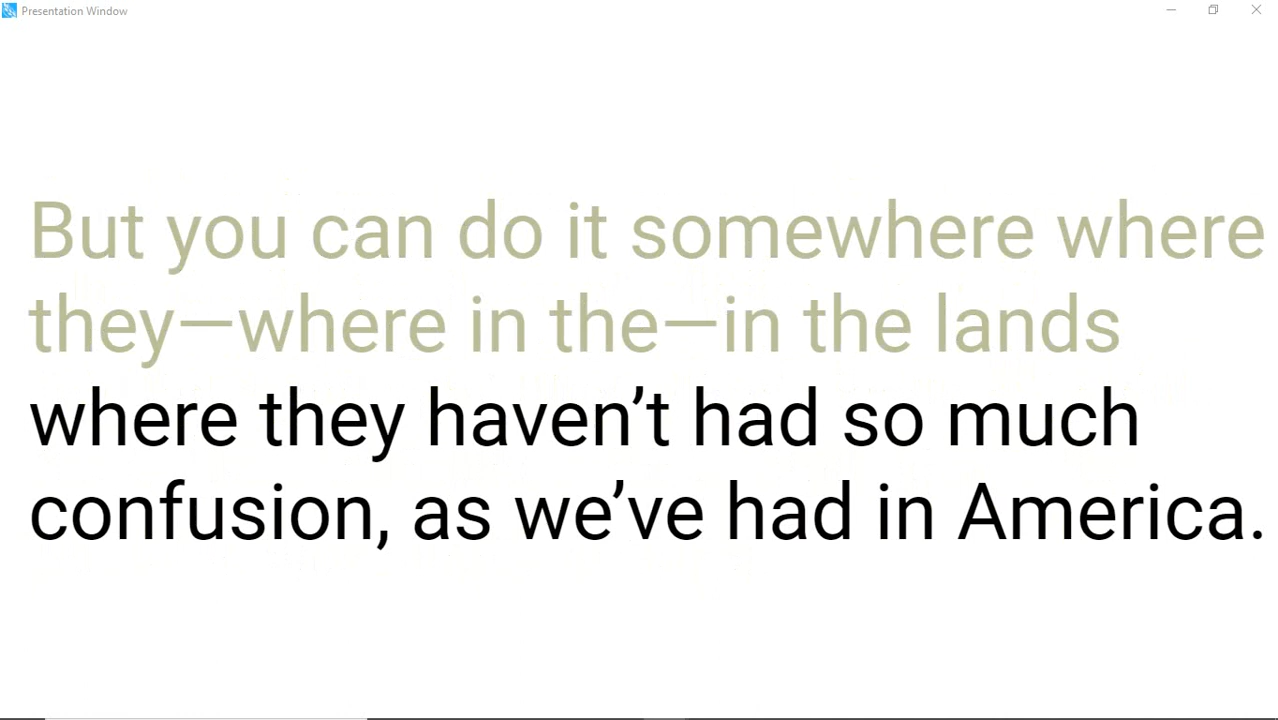 Presentation Window
But you can do it somewhere where
they—where in the—in the lands
where they haven’t had so much
confusion, as we’ve had in America.